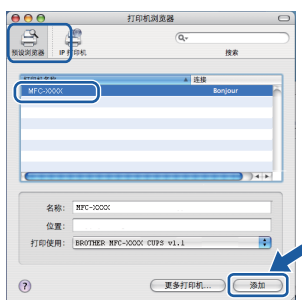 打印机浏览器
预设浏览器 IP 打印机
搜索
打印机名称 连接
MFC-XXXX Bonjour
名称: MFC-XXXX
位置:
打印使用: BROTHER MFC-XXXX CUPS v1.1
? 更多打印机... 添加